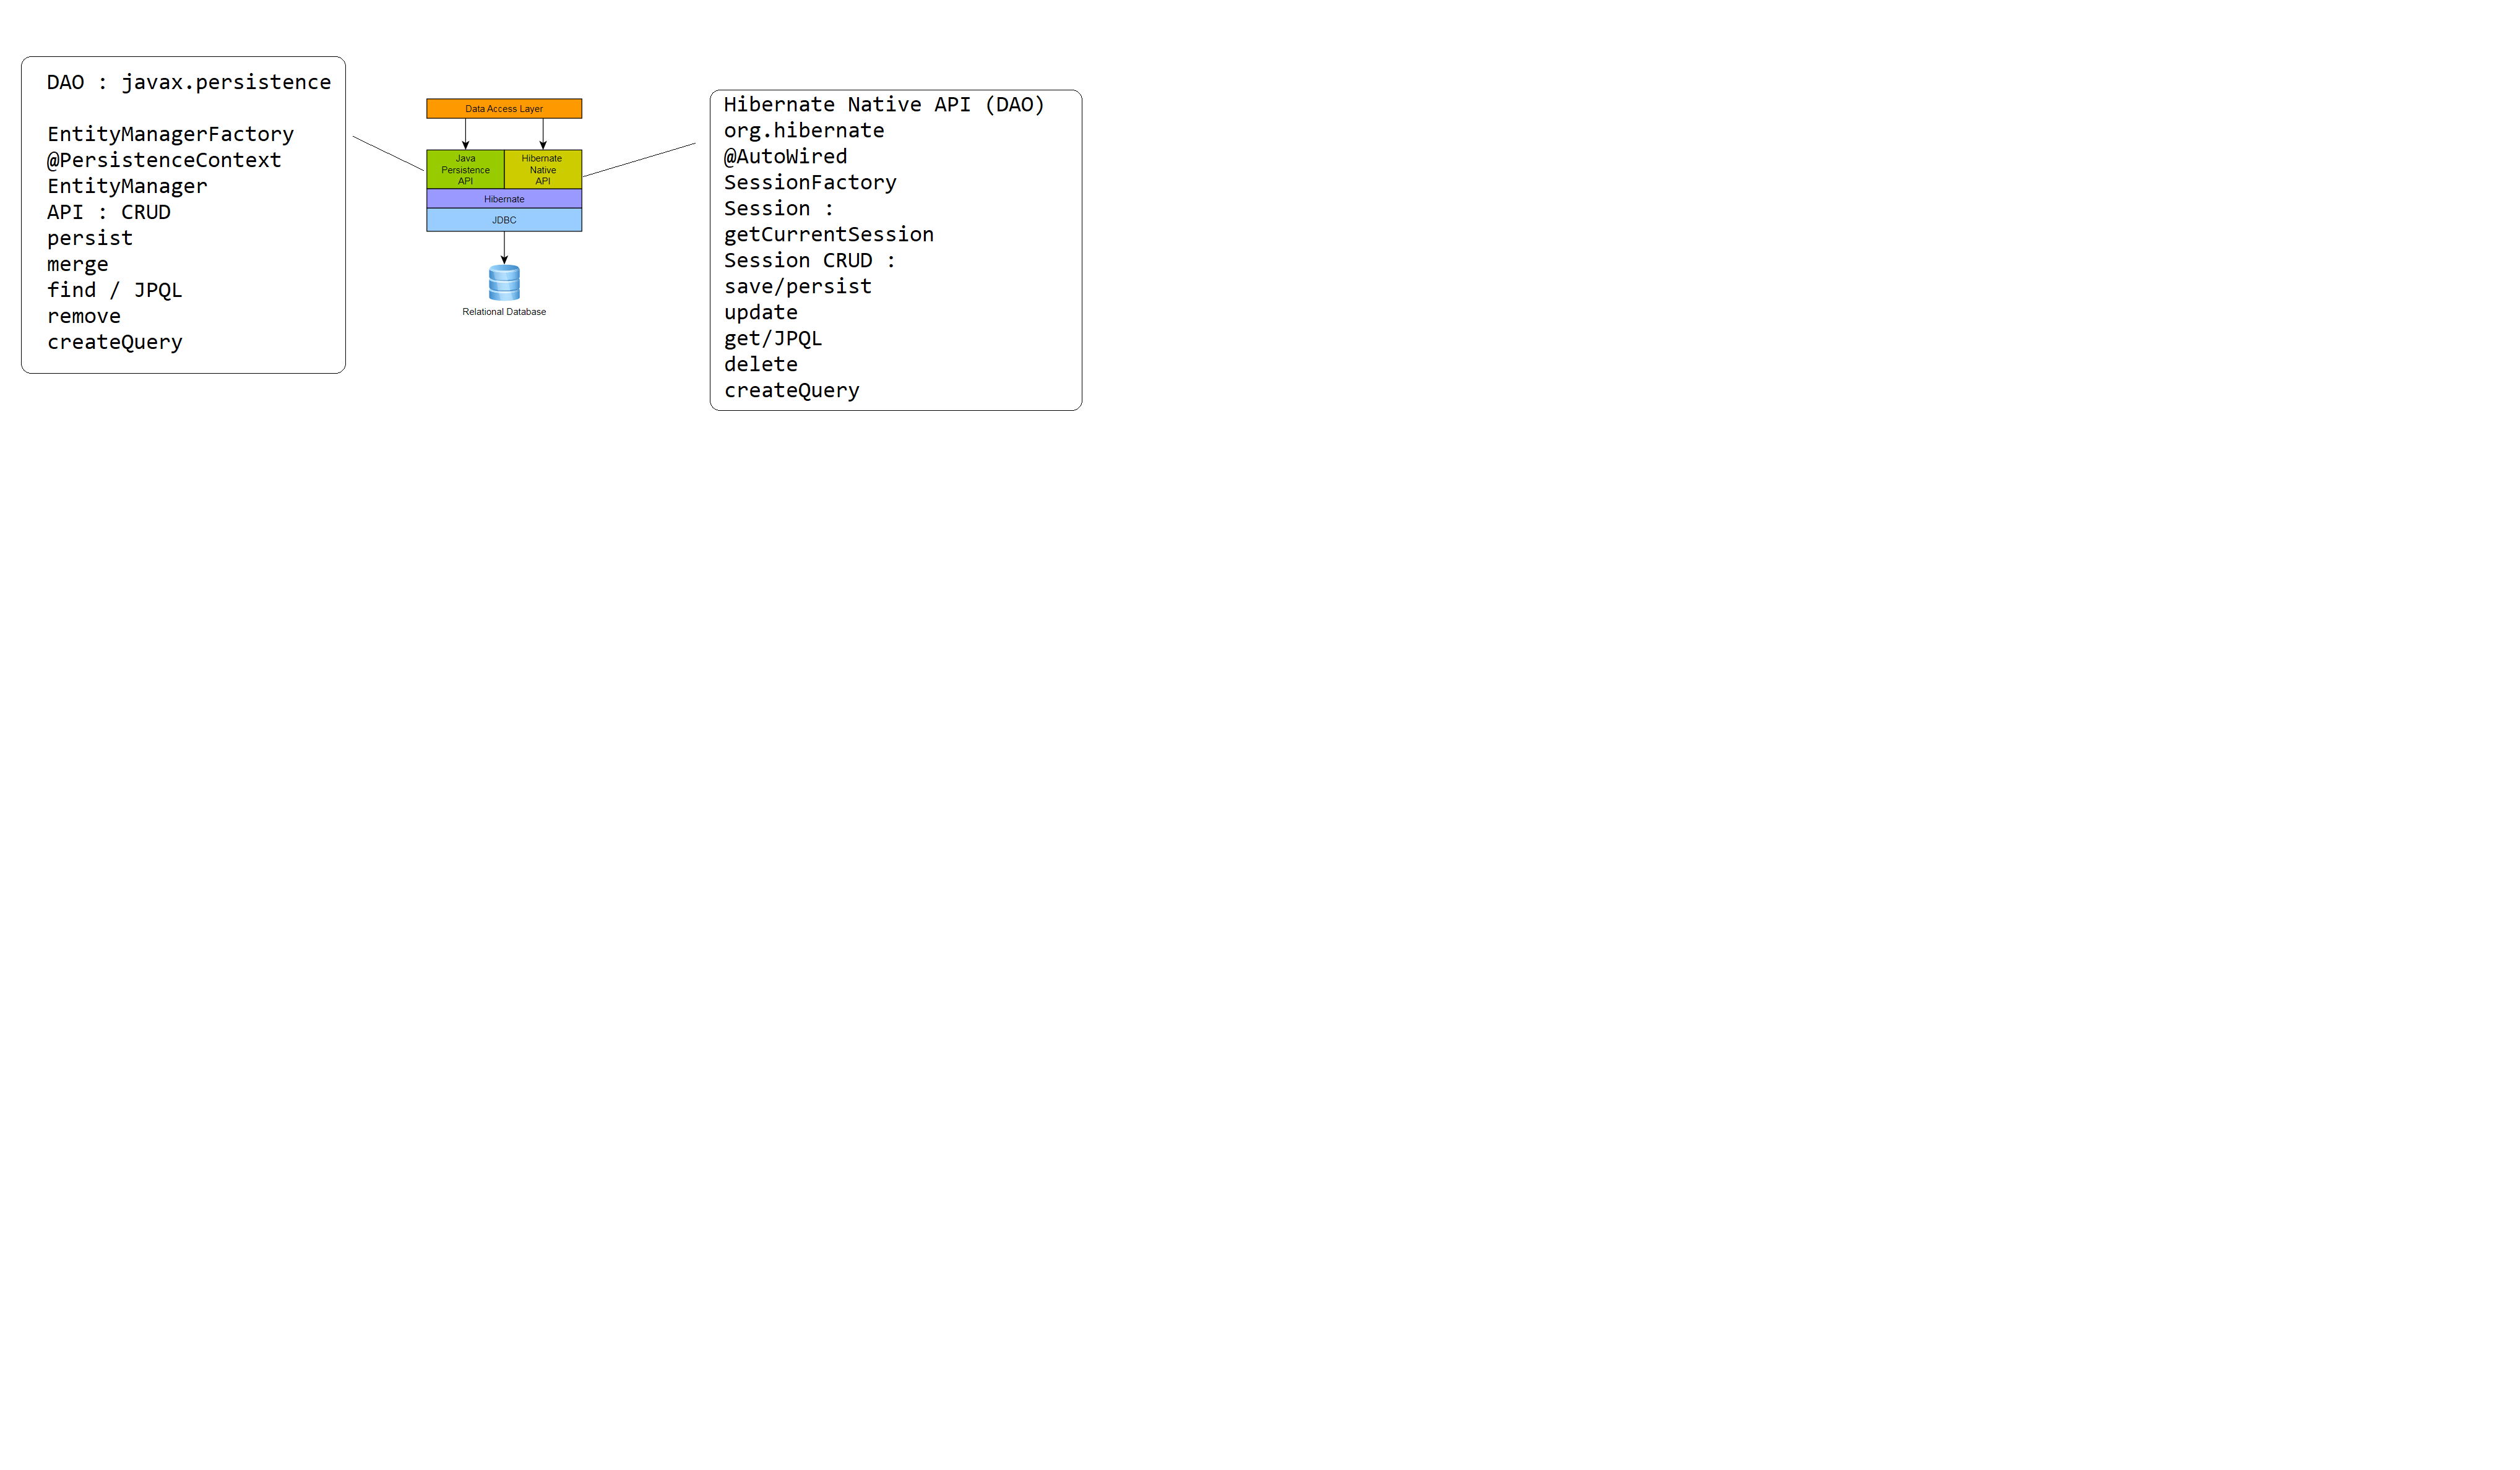 DAO : javax.persistence
EntityManagerFactory
@PersistenceContext
EntityManager
API : CRUD
persist
merge
find / JPQL
remove
createQuery
Data Access Layer
Java
Persistence
API
Hibernate
Native
API
Hibernate
JDBC
Relational Database
Hibernate Native API (DAO)
org.hibernate
@AutoWired
SessionFactory
Session :
getCurrentSession
Session CRUD :
save/persist
update
get/JPQL
delete
createQuery